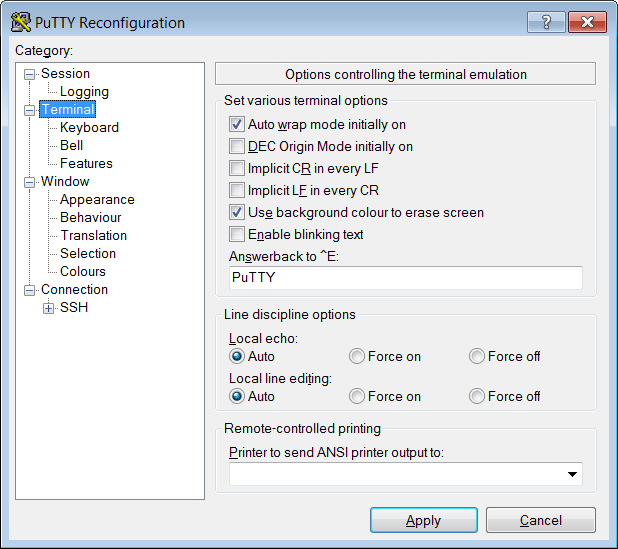 PuTTY Reconfiguration
?
Category:
Session
Logging
Terminal
Keyboard
Bell
Features
Window
Appearance
Behaviour
Translation
Selection
Colours
Connection
SSH
Options controlling the terminal emulation
Set various terminal options
Auto wrap mode initially on
DEC Origin Mode initially on
Implicit CR in every LF
Implicit LF in every CR
Use background colour to erase screen
Enable blinking text
Answerback to ^E:
PuTTY
Line discipline options
Local echo:
Auto Force on Force off
Local line editing:
Auto Force on Force off
Remote-controlled printing
Printer to send ANSI printer output to:
Apply Cancel